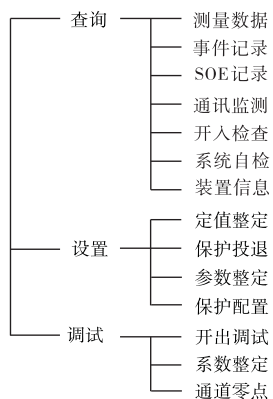 查询
测量数据
事件记录
SOE记录
通讯监测
开入检查
系统自检
装置信息
设置
定值整定
保护投退
参数整定
保护配置
调试
开出调试
系数整定
通道零点